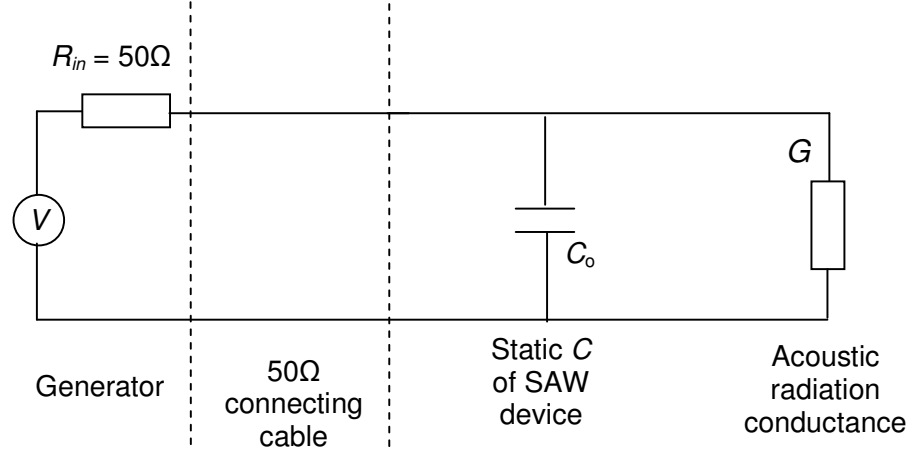 R_in = 50Ω
V
G
C_o
Generator
50Ω
connecting
cable
Static C
of SAW
device
Acoustic
radiation
conductance